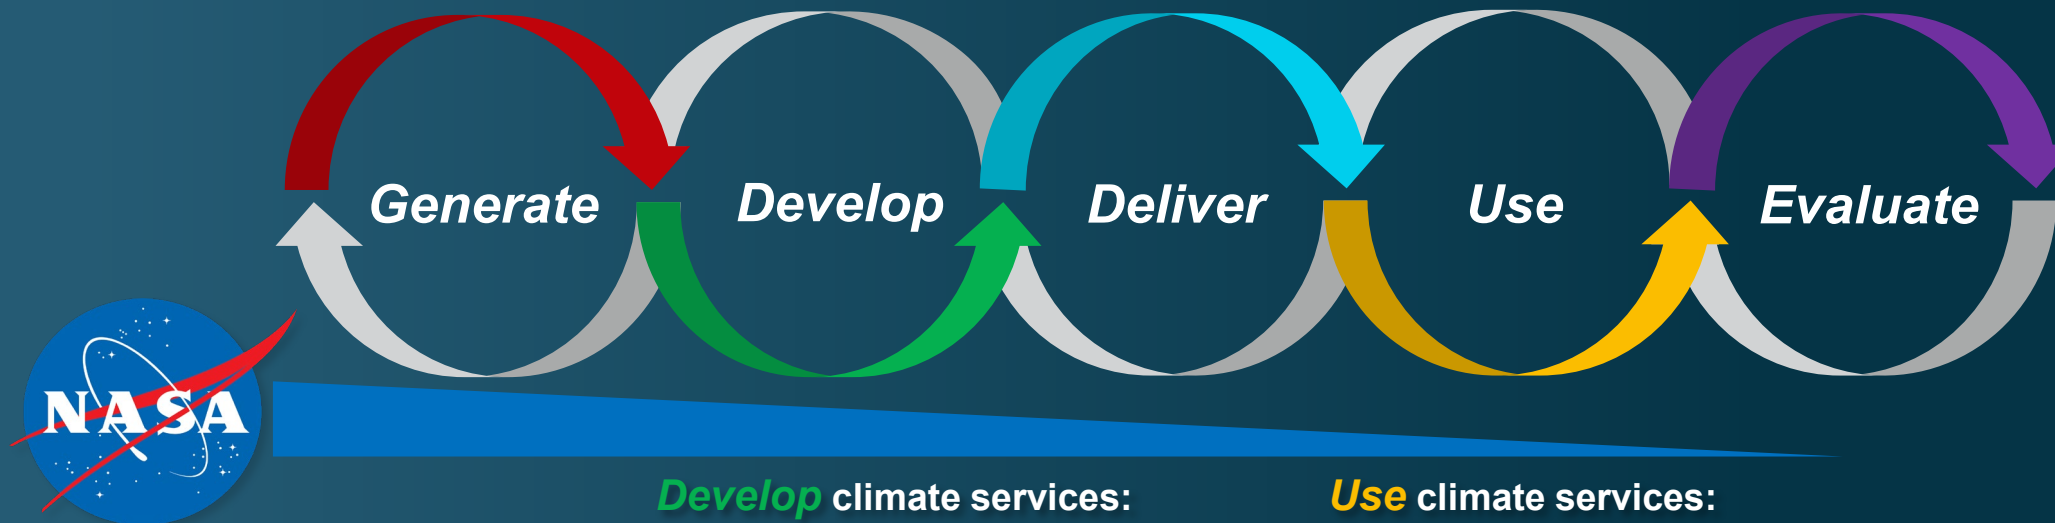 Generate
Develop
Deliver
Use
Evaluate
NASA
Develop climate services:
Use climate services: